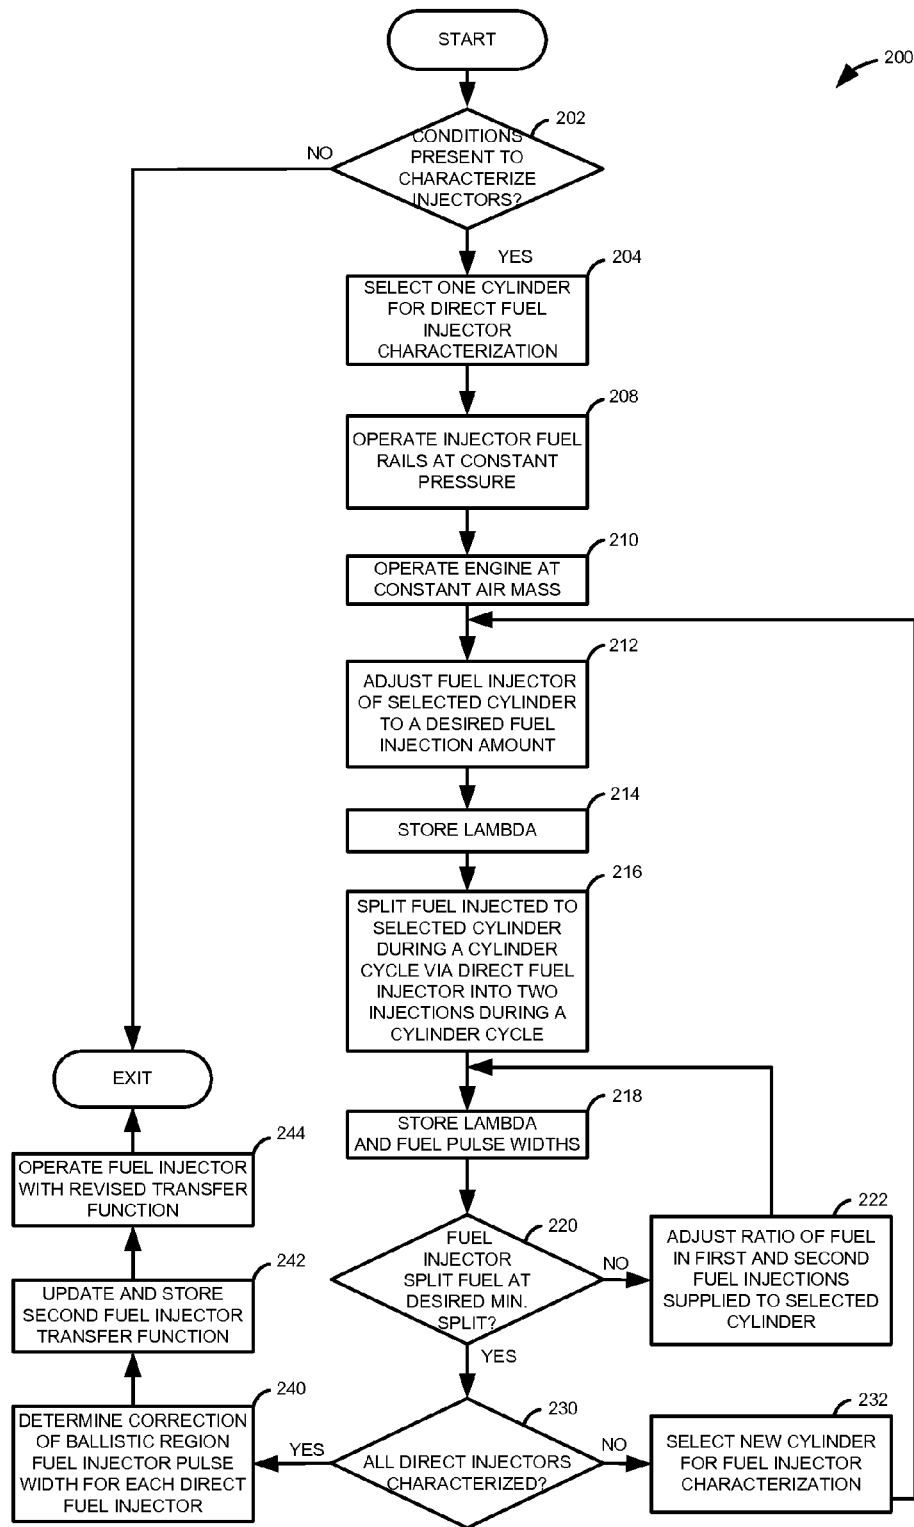 START
200
202
CONDITIONS
PRESENT TO
CHARACTERIZE
INJECTORS?
NO
YES
204
SELECT ONE CYLINDER
FOR DIRECT FUEL
INJECTOR
CHARACTERIZATION
208
OPERATE INJECTOR FUEL
RAILS AT CONSTANT
PRESSURE
210
OPERATE ENGINE AT
CONSTANT AIR MASS
212
ADJUST FUEL INJECTOR
OF SELECTED CYLINDER
TO A DESIRED FUEL
INJECTION AMOUNT
214
STORE LAMBDA
216
SPLIT FUEL INJECTED TO
SELECTED CYLINDER
DURING A CYLINDER
CYCLE VIA DIRECT FUEL
INJECTOR INTO TWO
INJECTIONS DURING A
CYLINDER CYCLE
218
STORE LAMBDA
AND FUEL PULSE WIDTHS
220
FUEL
INJECTOR
SPLIT FUEL AT
DESIRED MIN.
SPLIT?
NO
YES
222
ADJUST RATIO OF FUEL
IN FIRST AND SECOND
FUEL INJECTIONS
SUPPLIED TO SELECTED
CYLINDER
230
ALL DIRECT INJECTORS
CHARACTERIZED?
NO
YES
232
SELECT NEW CYLINDER
FOR FUEL INJECTOR
CHARACTERIZATION
240
DETERMINE CORRECTION
OF BALLISTIC REGION
FUEL INJECTOR PULSE
WIDTH FOR EACH DIRECT
FUEL INJECTOR
242
UPDATE AND STORE
SECOND FUEL INJECTOR
TRANSFER FUNCTION
244
OPERATE FUEL INJECTOR
WITH REVISED TRANSFER
FUNCTION
EXIT